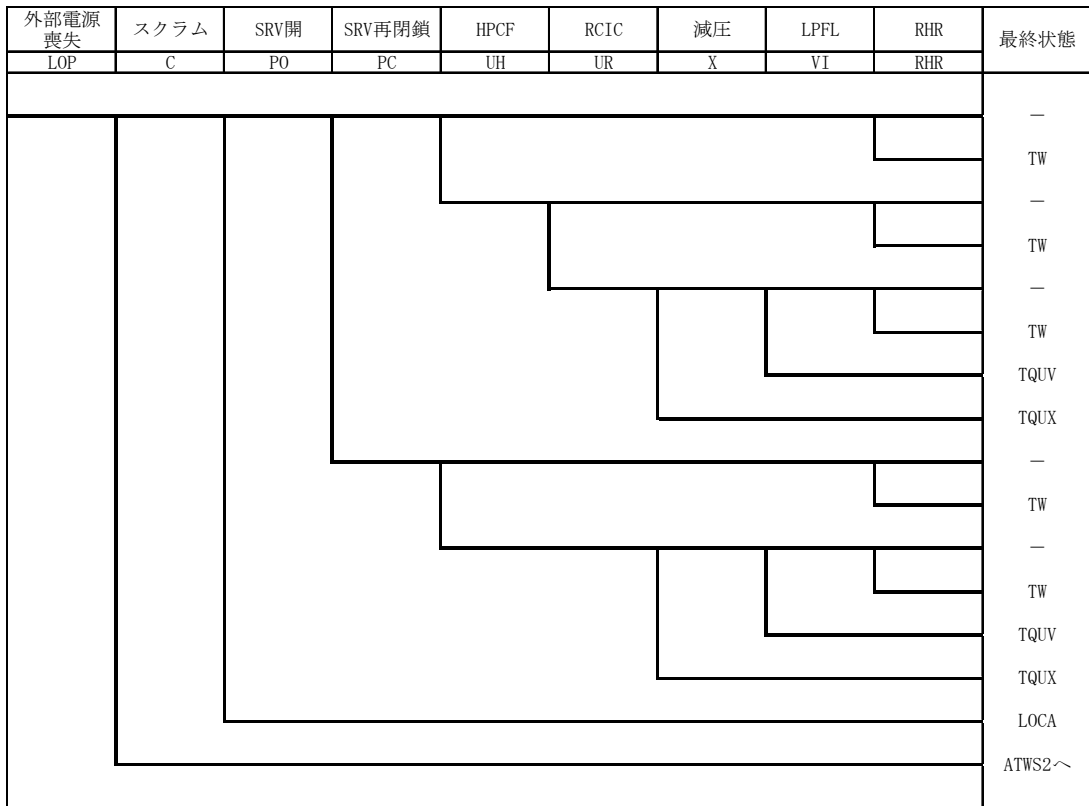 外部電源
喪失
スクラム
SRV開
SRV再閉鎖
HPCF
RCIC
減圧
LPFL
RHR
最終状態
LOP
C
PO
PC
UH
UR
X
VI
RHR
－
TW
－
TW
－
TW
TQUV
TQUX
－
TW
－
TW
TQUV
TQUX
LOCA
ATWS2へ